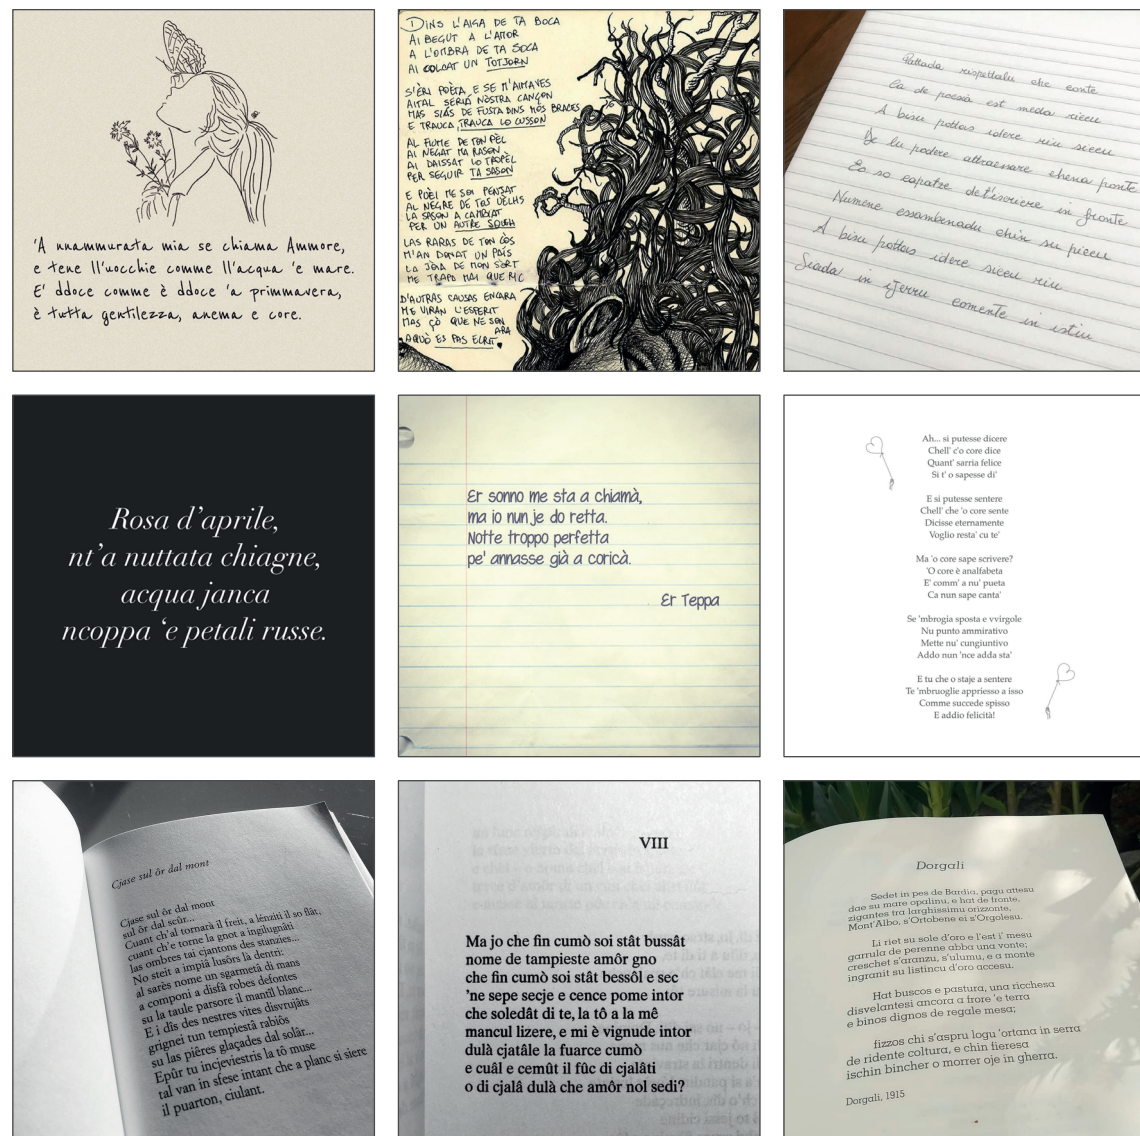 'A nnammurata mia se chiama Ammore,
e tene ll'uocchie comme ll'acqua 'e mare.
E' ddoce comme è ddoce 'a primmavera,
è tutta gentilezza, anema e core.
DINS L'AIGA DE TA BOCA
AI BEGUT A L'AMOR
A L'OMBRA DE TA SOCA
AI COLCAT UN TOTJORN
S'ÈRI POÈTA E SE M'AIMAVES
AITAL SERIÁ NÒSTRA CANÇON
MAS SIÁS DE FUSTA DINS MOS BRACES
E TRAUCA, TRAUCA LO CUSSON
AL FLUME DE TON PÈL
AI NEGAT MA RASON
AI DAISSAT LO TROPÈL
PER SEGUIR TA SASON
E PUÈI ME SOI PENSAT
AL NEGRE DE TOS UÈLHS
LA SASON A CAMBIAT
PER UN AUTRE
LAS RARAS DE TON CÒS
M'AN DONAT UN PAÍS
LA JÒIA DE MON SÒRT
ME TRAPÒ MAI QUE
D'AUTRAS CAUSAS ENCARA
ME VIRAN L'ESPERIT
MAS ÇÒ QUE NE SON
ARA
AQUÒ ES PAS ECRIT
Pattada rispettalu che conte
Ca de poesia est meda riccu
A bisu pottas idere riu siccu
De lu podere attraessare chena ponte
Eo so capatze de t'iscriere in fronte
Numene essambenadu chin su piccu
A bisu pottas idere siccu riu
Siada in ijerru comente in istiu
Rosa d'aprile,
nt'a nuttata chiagne,
acqua janca
ncoppa 'e petali russe.
Er sonno me sta a chiamà,
ma io nun je do retta.
Notte troppo perfetta
pe' annasse già a coricà.
Er Teppa
Ah... si putesse dicere
Chell' c'o core dice
Quant' sarria felice
Si t' o sapesse di'
E si putesse sentere
Chell' che 'o core sente
Dicisse eternamente
Voglio resta' cu te'
Ma 'o core sape scrivere?
'O core è analfabeta
E' comm' a nu' pueta
Ca nun sape canta'
Se 'mbrogia sposta e vvirgole
Nu punto ammirativo
Mette nu' cungiuntivo
Addo nun 'nce adda sta'
E tu che o staje a sentere
Te 'mbruoglie appriesso a isso
Comme succede spisso
E addio felicità!
Cjase sul ôr dal mont
Cjase sul ôr dal mont
sul ôr dal scûr...
Cuant ch'al tornarà il freit, a lénziti il so flât,
cuant ch'e torne la gnot a ingilugnâti
las ombres tai cjantons des stanzies...
No steit a impiâ lusôrs là dentri:
al sarès nome un sgarmetâ di mans
a componi a disfâ robes defontes
su la taule parsore il mantîl blanc...
E i dîs des nestres vites disvrujâts
grignei tun tempiestâ rabiôs
su las piêres glaçades dal solâr...
Epûr tu incjeviestris la tô muse
tal van in sfese intant che a planc si siere
il puarton, ciulant.
VIII
Ma jo che fin cumò soi stât bussât
nome de tampieste amôr gno
che fin cumò soi stât bessôl e sec
'ne sepe secje e cence pome intor
che soledât di te, la tô a la mê
mancul lizere, e mi è vignude intor
dulà cjatâle la fuarce cumò
e cuâl e cemût il fûc di cjalâti
o di cjalâ dulà che amôr nol sedi?
Dorgali
Sedet in pes de Bardia, pagu attesu
dae su mare opalinu, e hat de fronte,
zigantes tra larghissimu orizzonte,
Mont'Albo, s'Ortobene ei s'Orgolesu.
Li riet su sole d'oro e l'est i' mesu
garrula de perenne abba una vonte;
creschet s'aranzu, s'ulumu, e a monte
ingranit su listincu d'oro accesu.
Hat buscos e pastura, una ricchesa
disvelantesi ancora a frore 'e terra
e binos dignos de regale mesa;
fizzos chi s'aspru logu 'ortana in serra
de ridente coltura, e chin fieresa
ischin bincher o morrer oje in gherra.
Dorgali, 1915